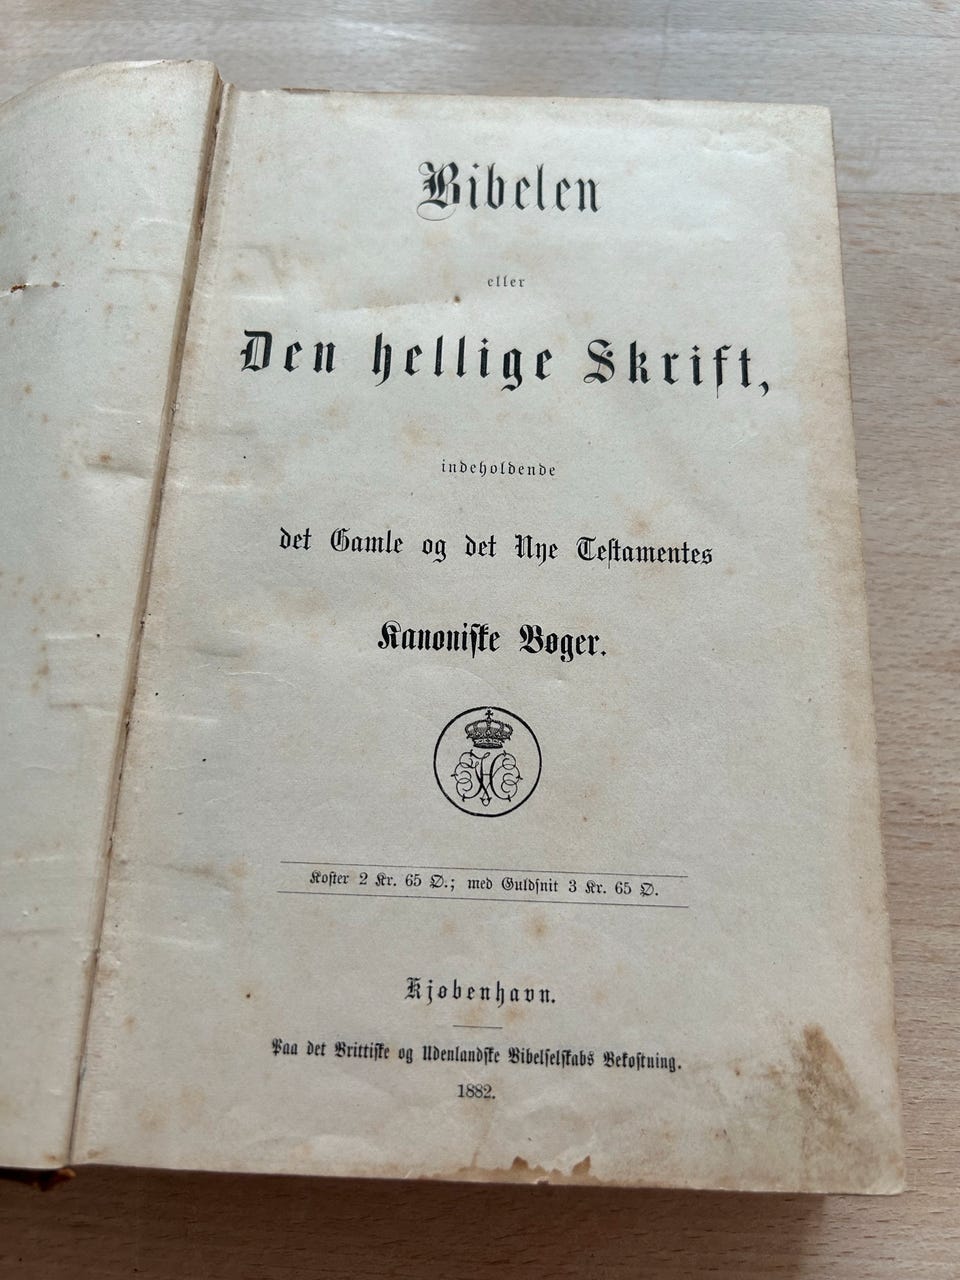 Bibelen
eller
Den hellige Skrift,
indeholdende
det Gamle og det Nye Testamentes
Kanoniske Bøger.
Koster 2 Kr. 65 Ø.; med Guldsnit 3 Kr. 65 Ø.
Kjøbenhavn.
Paa det Brittiske og Udenlandske Bibelselskabs Bekostning.
1882.